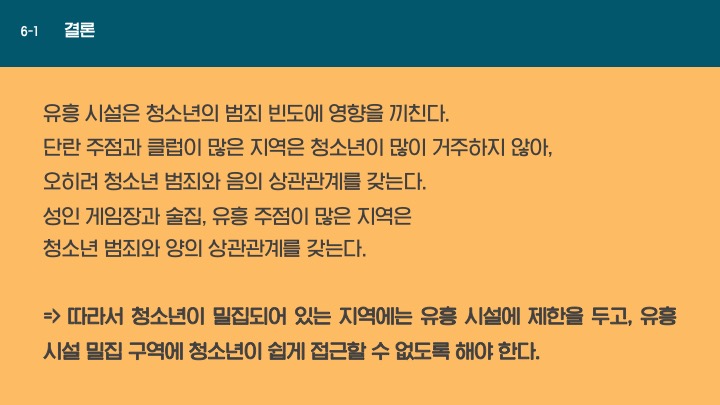 6-1 결론
유흥 시설은 청소년의 범죄 빈도에 영향을 끼친다.
단란 주점과 클럽이 많은 지역은 청소년이 많이 거주하지 않아,
오히려 청소년 범죄와 음의 상관관계를 갖는다.
성인 게임장과 술집, 유흥 주점이 많은 지역은
청소년 범죄와 양의 상관관계를 갖는다.
=> 따라서 청소년이 밀집되어 있는 지역에는 유흥 시설에 제한을 두고, 유흥
시설 밀집 구역에 청소년이 쉽게 접근할 수 없도록 해야 한다.